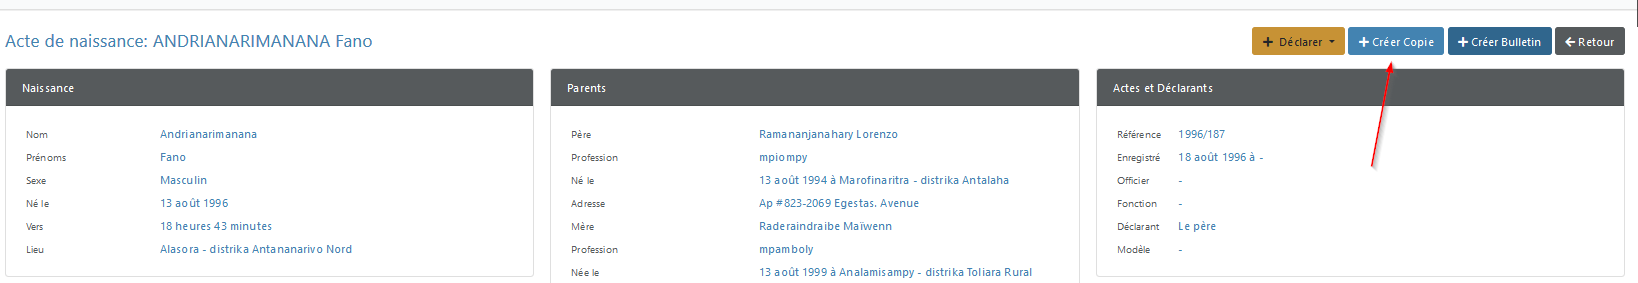 Acte de naissance: ANDRIANARIMANANA Fano
+ Déclarer
+ Créer Copie
+ Créer Bulletin
Retour
Naissance
Nom Andrianarimanana
Prénoms Fano
Sexe Masculin
Né le 13 août 1996
Vers 18 heures 43 minutes
Lieu Alasora - distrika Antananarivo Nord
Parents
Père Ramananjanahary Lorenzo
Profession mpiompy
Né le 13 août 1994 à Marofinaritra - distrika Antalaha
Adresse Ap #823-2069 Egestas. Avenue
Mère Raderaindraibe Maïwenn
Profession mpamboly
Née le 13 août 1999 à Analamisampy - distrika Toliara Rural
Actes et Déclarants
Référence 1996/187
Enregistré 18 août 1996 à -
Officier -
Fonction -
Déclarant Le père
Modèle -